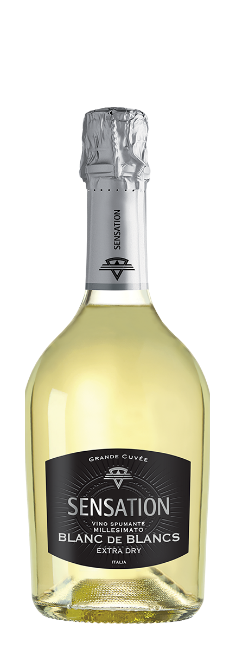 SENSATION
GRANDE CUVÉE
SENSATION
VINO SPUMANTE
MILLESIMATO
BLANC DE BLANCS
EXTRA DRY
ITALIA